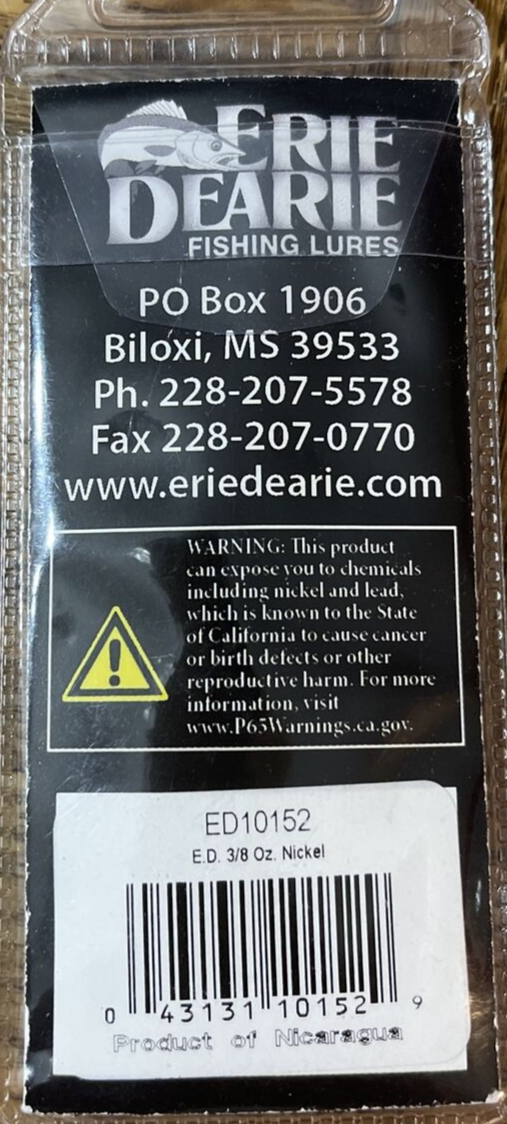 ERIE
DEARIE
FISHING LURES
PO Box 1906
Biloxi, MS 39533
Ph. 228-207-5578
Fax 228-207-0770
www.eriedearie.com
WARNING: This product
can expose you to chemicals
including nickel and lead,
which is known to the State
of California to cause cancer
or birth defects or other
reproductive harm. For more
information, visit
www.P65Warnings.ca.gov.
ED10152
E.D. 3/8 Oz. Nickel
0 43131 10152 9
Product of Nicaragua